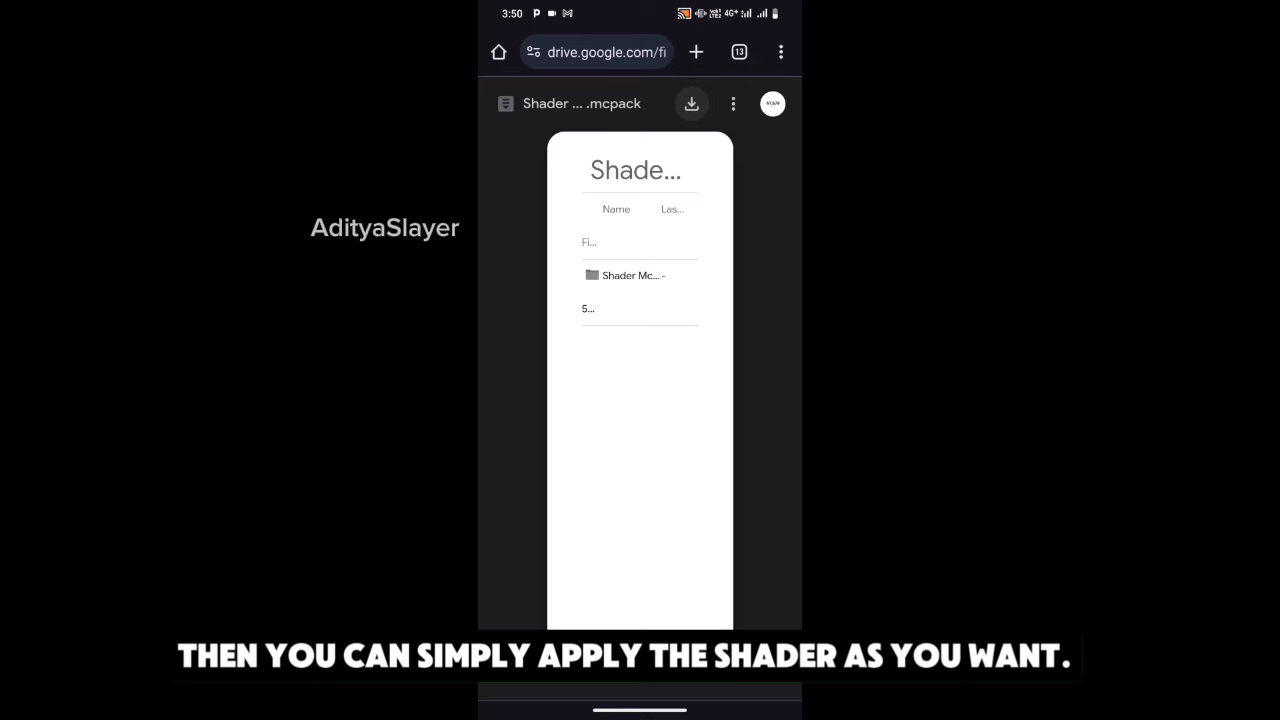 3:50 P 4G+
drive.google.com/fi
13
Shader ... .mcpack
Shade...
Name Las...
Fi...
Shader Mc... -
5...
AdityaSlayer
THEN YOU CAN SIMPLY APPLY THE SHADER AS YOU WANT.